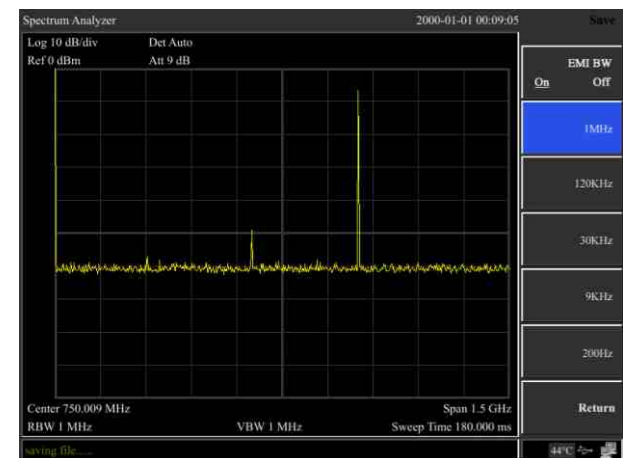 Spectrum Analyzer 2000-01-01 00:09:05 Save
Log 10 dB/div Det Auto
Ref 0 dBm Att 9 dB
EMI BW
On Off
1MHz
120KHz
30KHz
9KHz
200Hz
Return
Center 750.009 MHz Span 1.5 GHz
RBW 1 MHz VBW 1 MHz Sweep Time 180.000 ms
saving file......
44°C